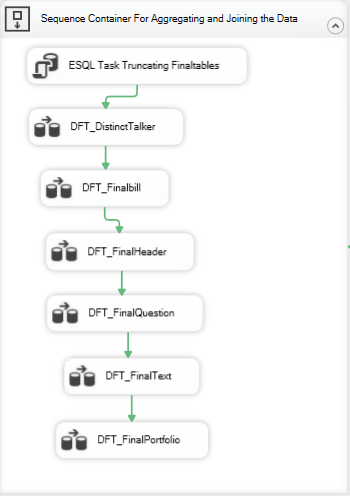 Sequence Container For Aggregating and Joining the Data
ESQL Task Truncating Finaltables
DFT_DistinctTalker
DFT_Finalbill
DFT_FinalHeader
DFT_FinalQuestion
DFT_FinalText
DFT_FinalPortfolio